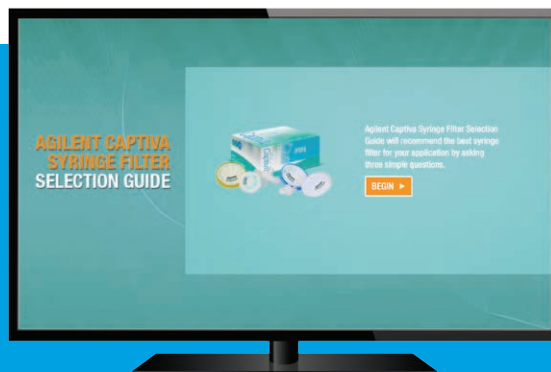 AGILENT CAPTIVA
SYRINGE FILTER
SELECTION GUIDE
Agilent Captiva Syringe Filter Selection
Guide will recommend the best syringe
filter for your application by asking
three simple questions.
BEGIN